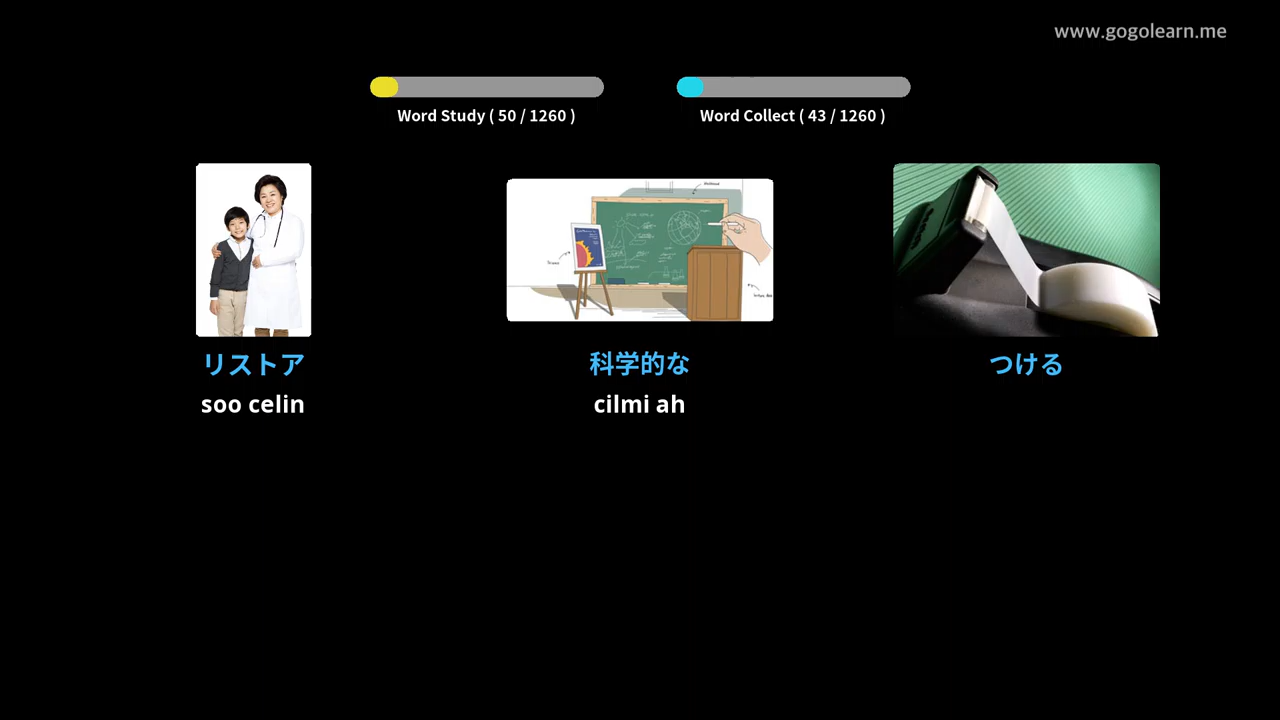 www.gogolearn.me
Word Study ( 50 / 1260 )
Word Collect ( 43 / 1260 )
リストア
科学的な
つける
soo celin
cilmi ah